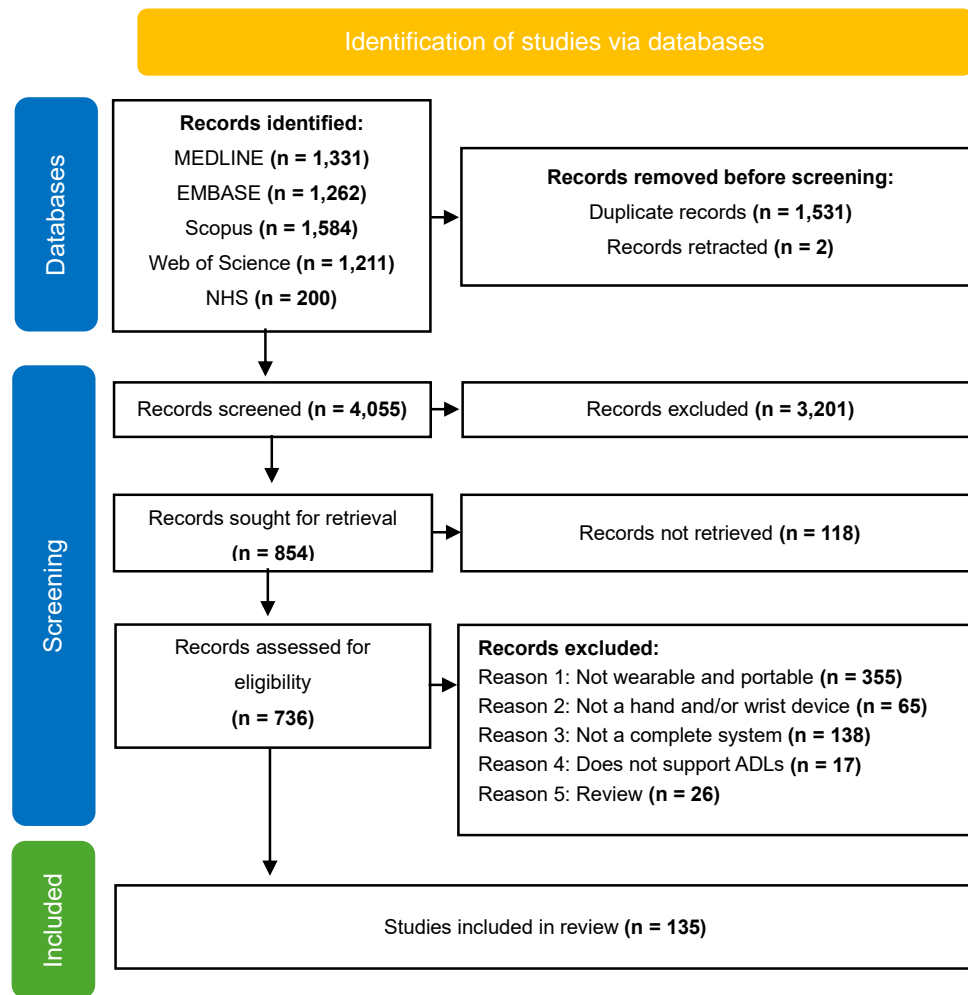 Identification of studies via databases
Databases
Records identified:
MEDLINE (n = 1,331)
EMBASE (n = 1,262)
Scopus (n = 1,584)
Web of Science (n = 1,211)
NHS (n = 200)
Records removed before screening:
Duplicate records (n = 1,531)
Records retracted (n = 2)
Screening
Records screened (n = 4,055)
Records excluded (n = 3,201)
Records sought for retrieval
(n = 854)
Records not retrieved (n = 118)
Records assessed for
eligibility
(n = 736)
Records excluded:
Reason 1: Not wearable and portable (n = 355)
Reason 2: Not a hand and/or wrist device (n = 65)
Reason 3: Not a complete system (n = 138)
Reason 4: Does not support ADLs (n = 17)
Reason 5: Review (n = 26)
Included
Studies included in review (n = 135)